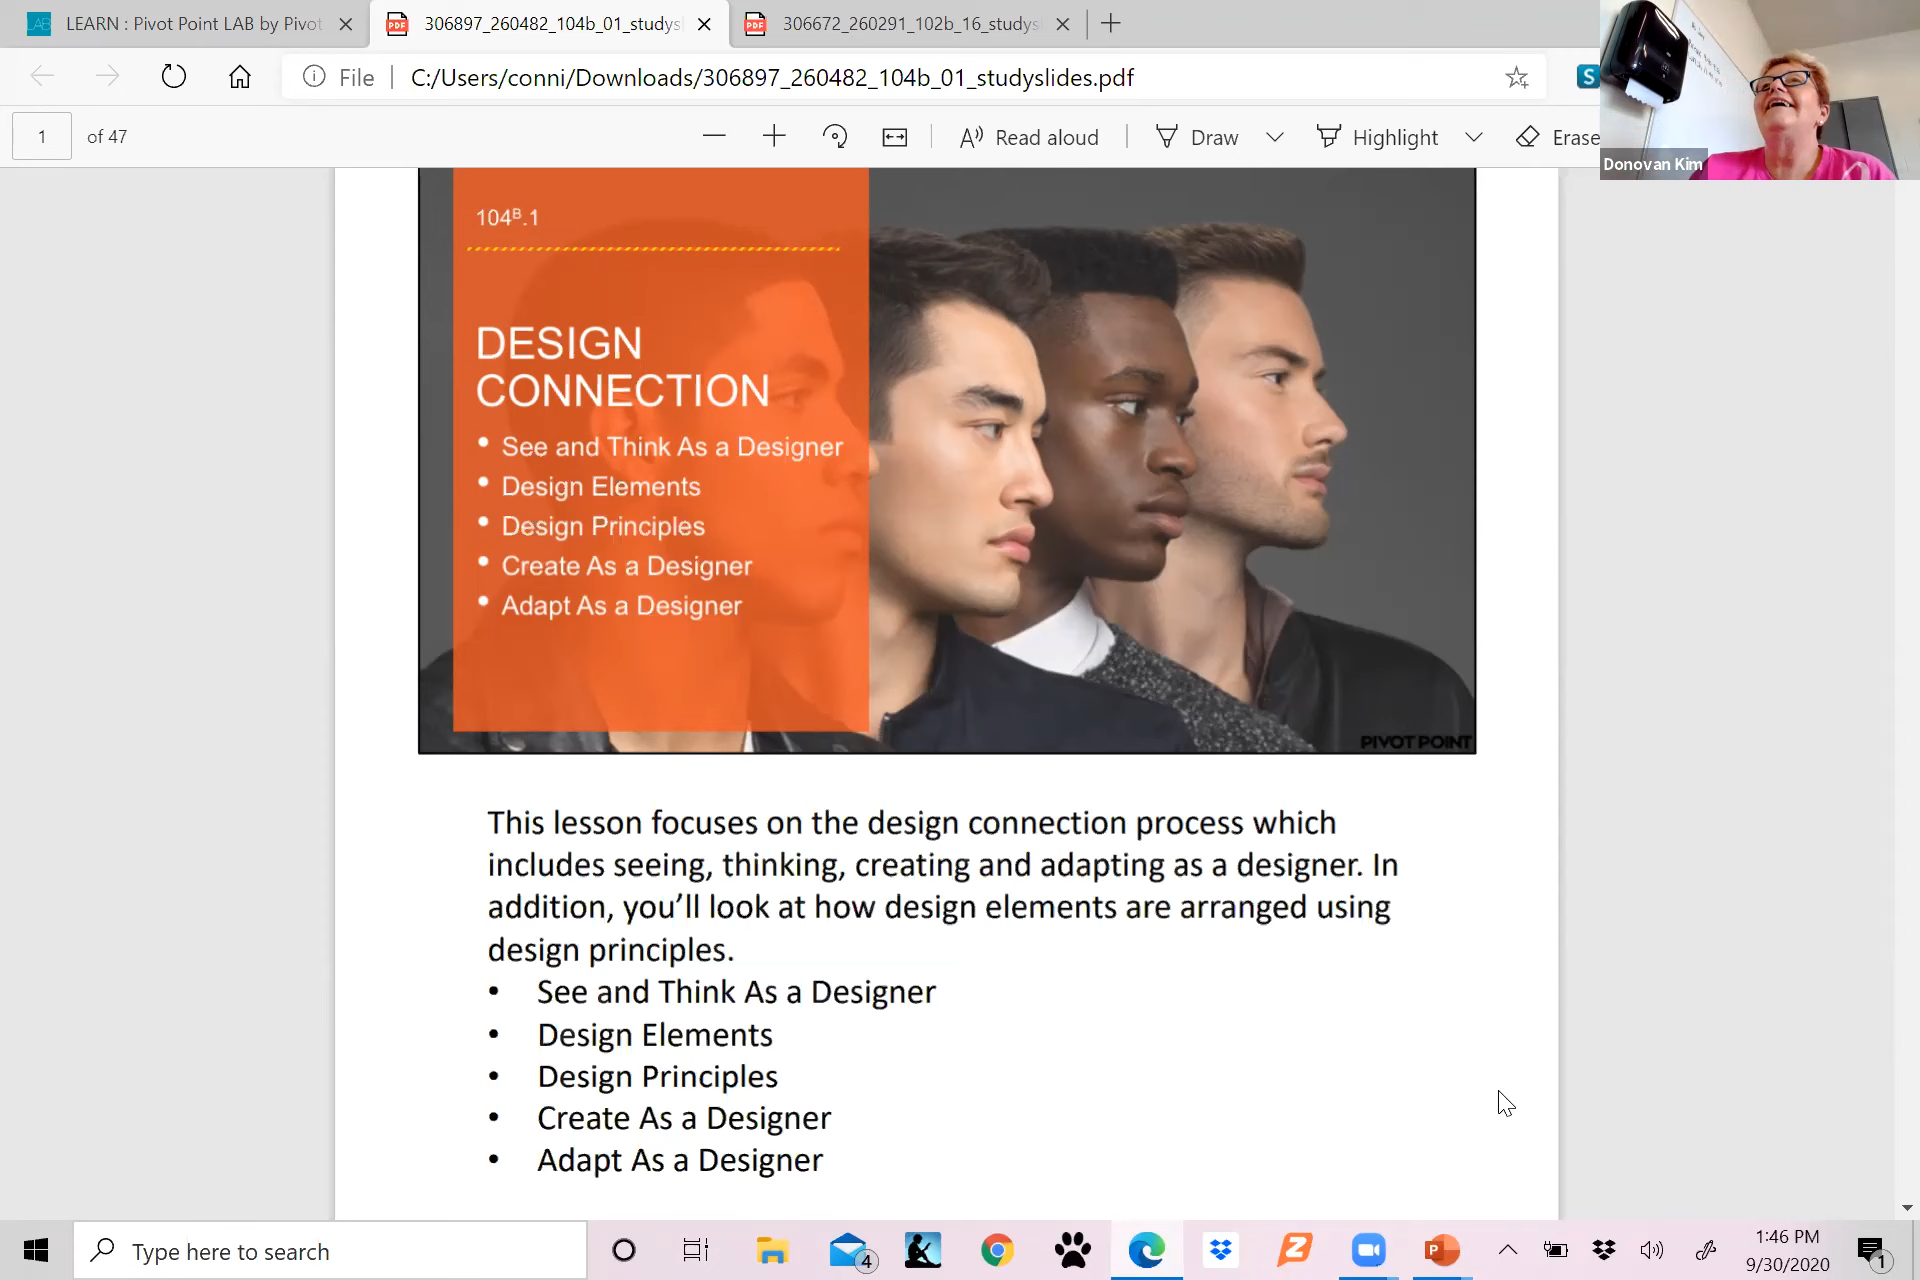 LAB LEARN : Pivot Point LAB by Pivot
PDF 306897_260482_104b_01_studys
PDF 306672_260291_102b_16_studys
File C:/Users/conni/Downloads/306897_260482_104b_01_studyslides.pdf
S
1 of 47
Read aloud Draw Highlight Erase
Donovan Kim
104B.1
DESIGN
CONNECTION
• See and Think As a Designer
• Design Elements
• Design Principles
• Create As a Designer
• Adapt As a Designer
PIVOT POINT
This lesson focuses on the design connection process which
includes seeing, thinking, creating and adapting as a designer. In
addition, you’ll look at how design elements are arranged using
design principles.
• See and Think As a Designer
• Design Elements
• Design Principles
• Create As a Designer
• Adapt As a Designer
Type here to search
4
1:46 PM
9/30/2020
1